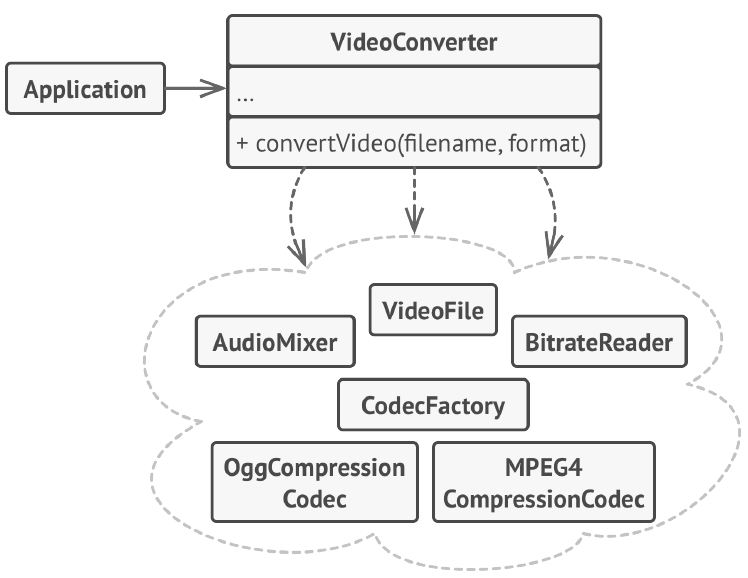 VideoConverter
Application
...
+ convertVideo(filename, format)
VideoFile
AudioMixer
BitrateReader
CodecFactory
OggCompression
Codec
MPEG4
CompressionCodec